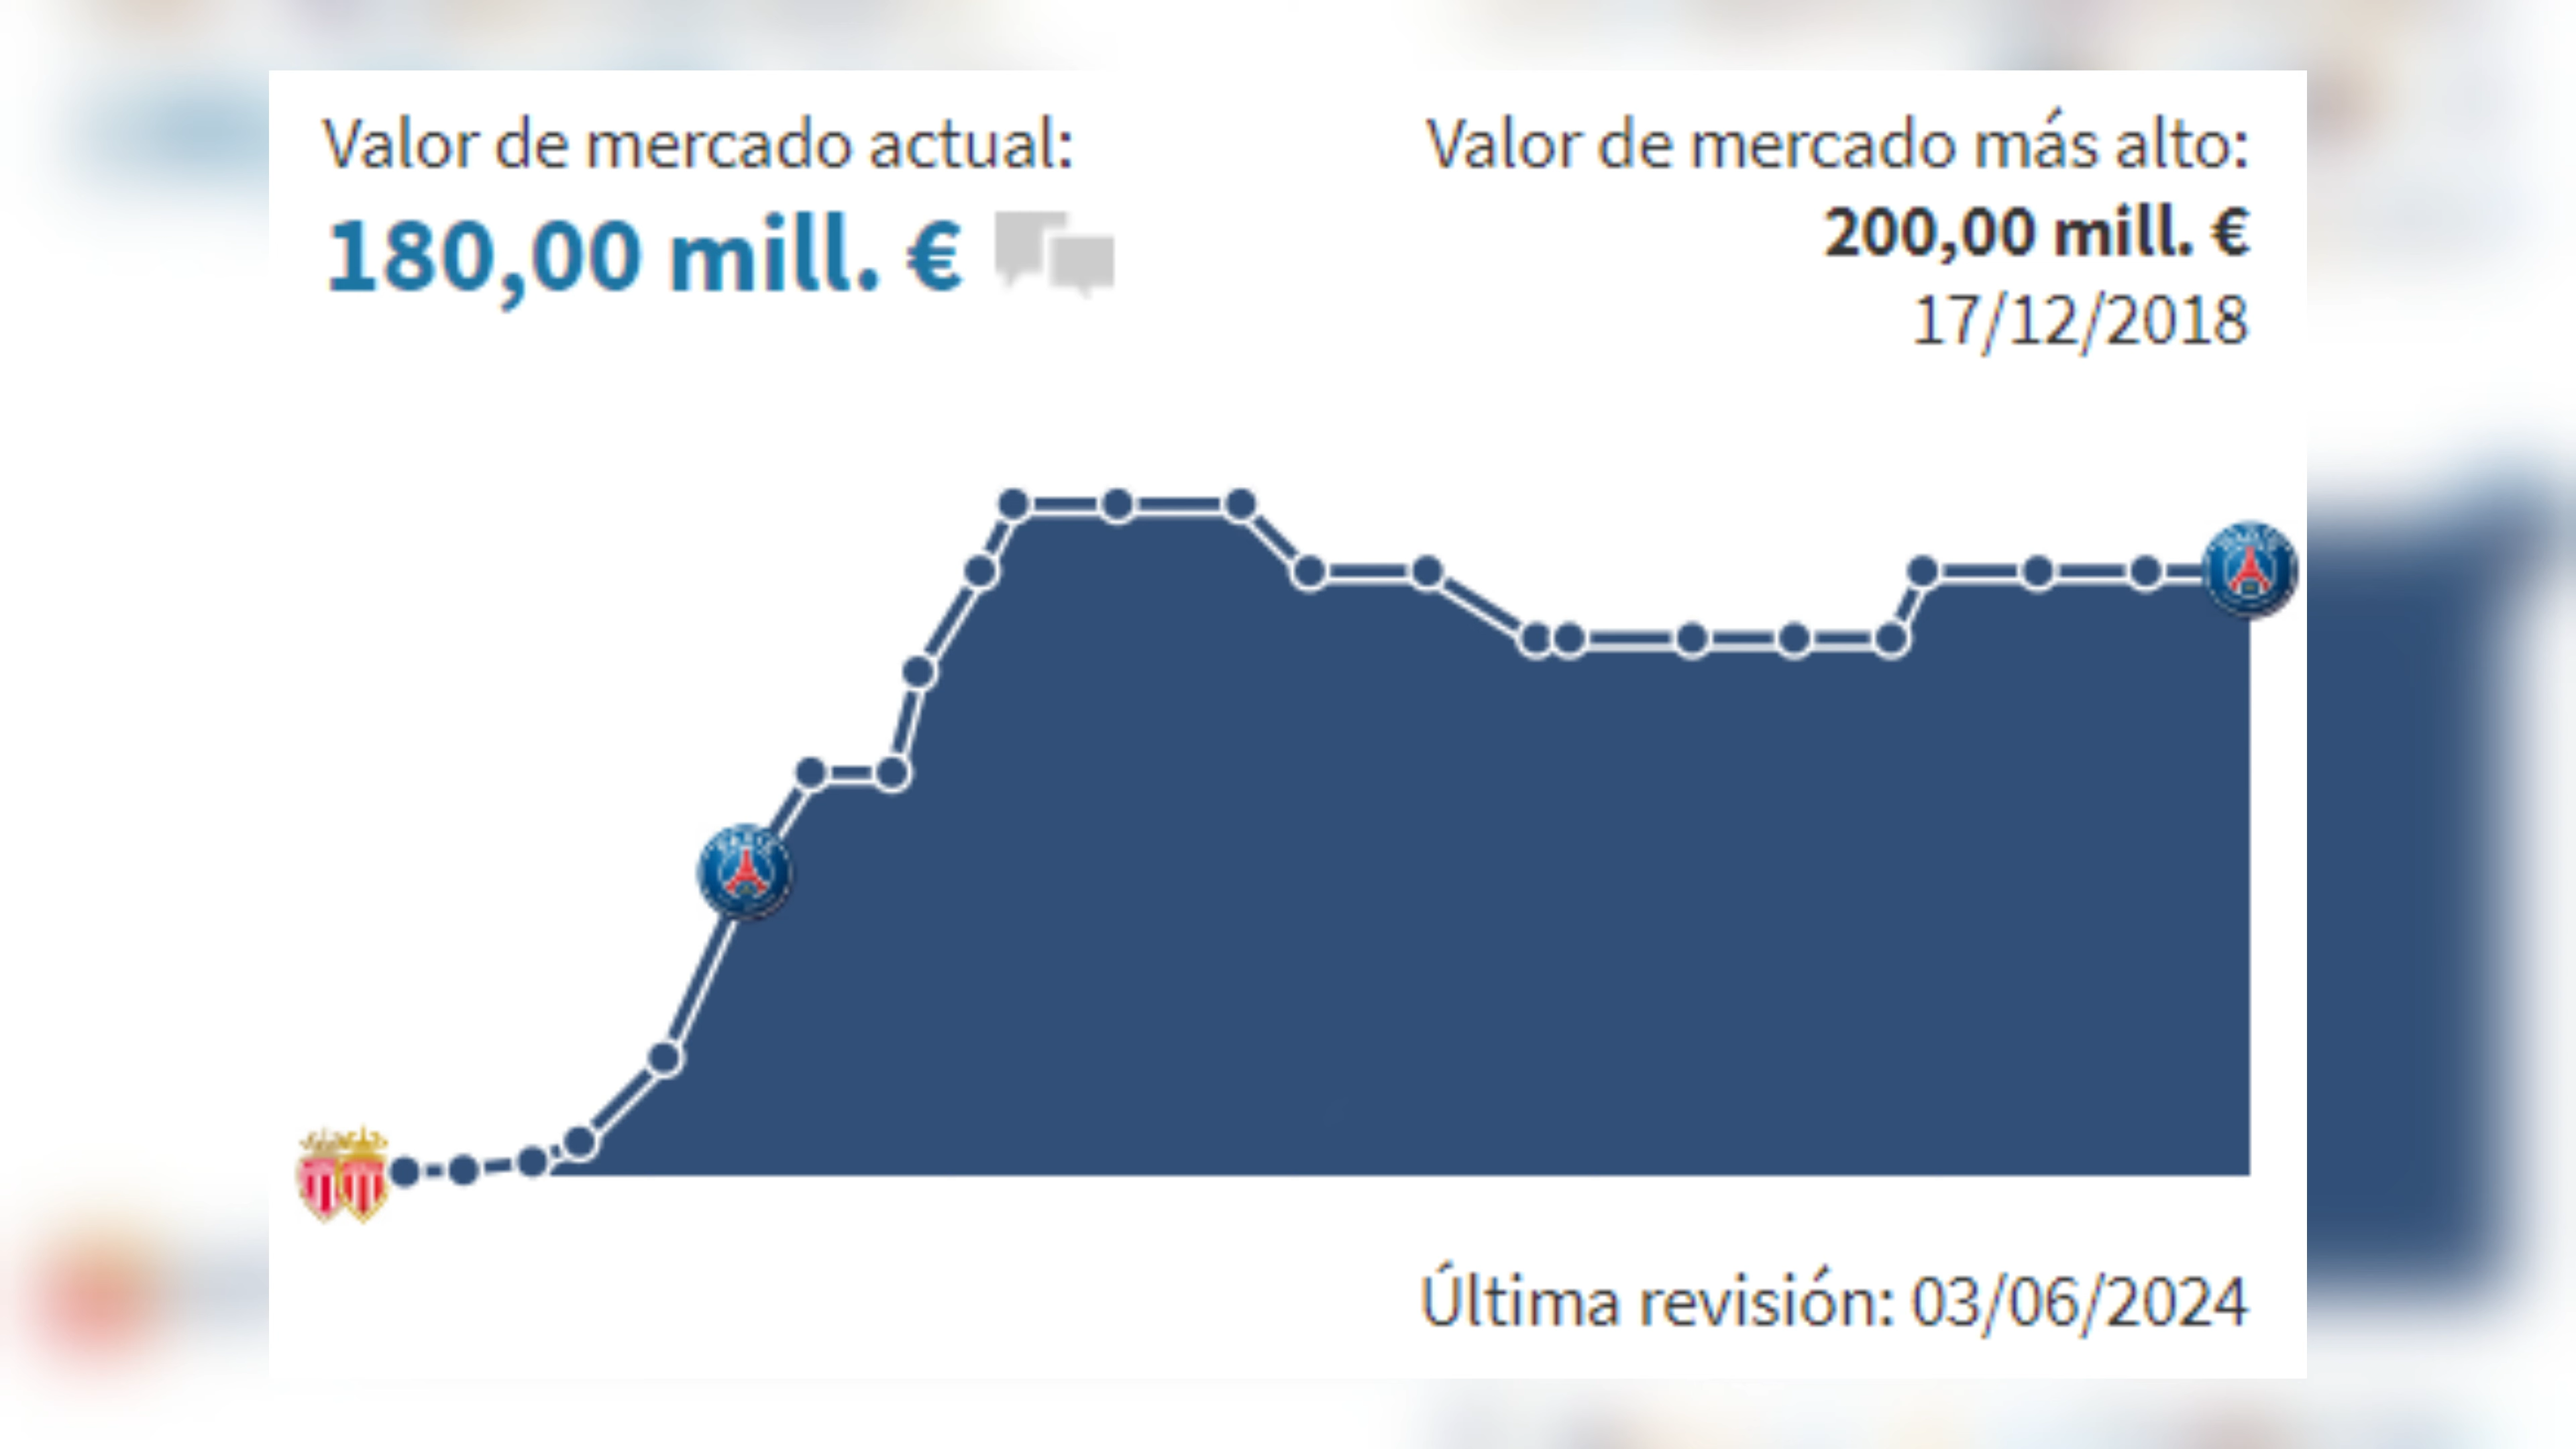 Valor de mercado actual:
180,00 mill. €
Valor de mercado más alto:
200,00 mill. €
17/12/2018
Última revisión: 03/06/2024